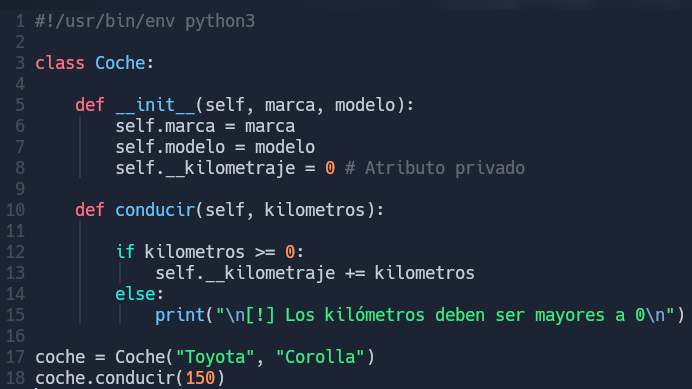 1 #!/usr/bin/env python3
2
3 class Coche:
4
5     def __init__(self, marca, modelo):
6         self.marca = marca
7         self.modelo = modelo
8         self.__kilometraje = 0 # Atributo privado
9
10     def conducir(self, kilometros):
11
12         if kilometros >= 0:
13             self.__kilometraje += kilometros
14         else:
15             print("\n[!] Los kilómetros deben ser mayores a 0\n")
16
17 coche = Coche("Toyota", "Corolla")
18 coche.conducir(150)